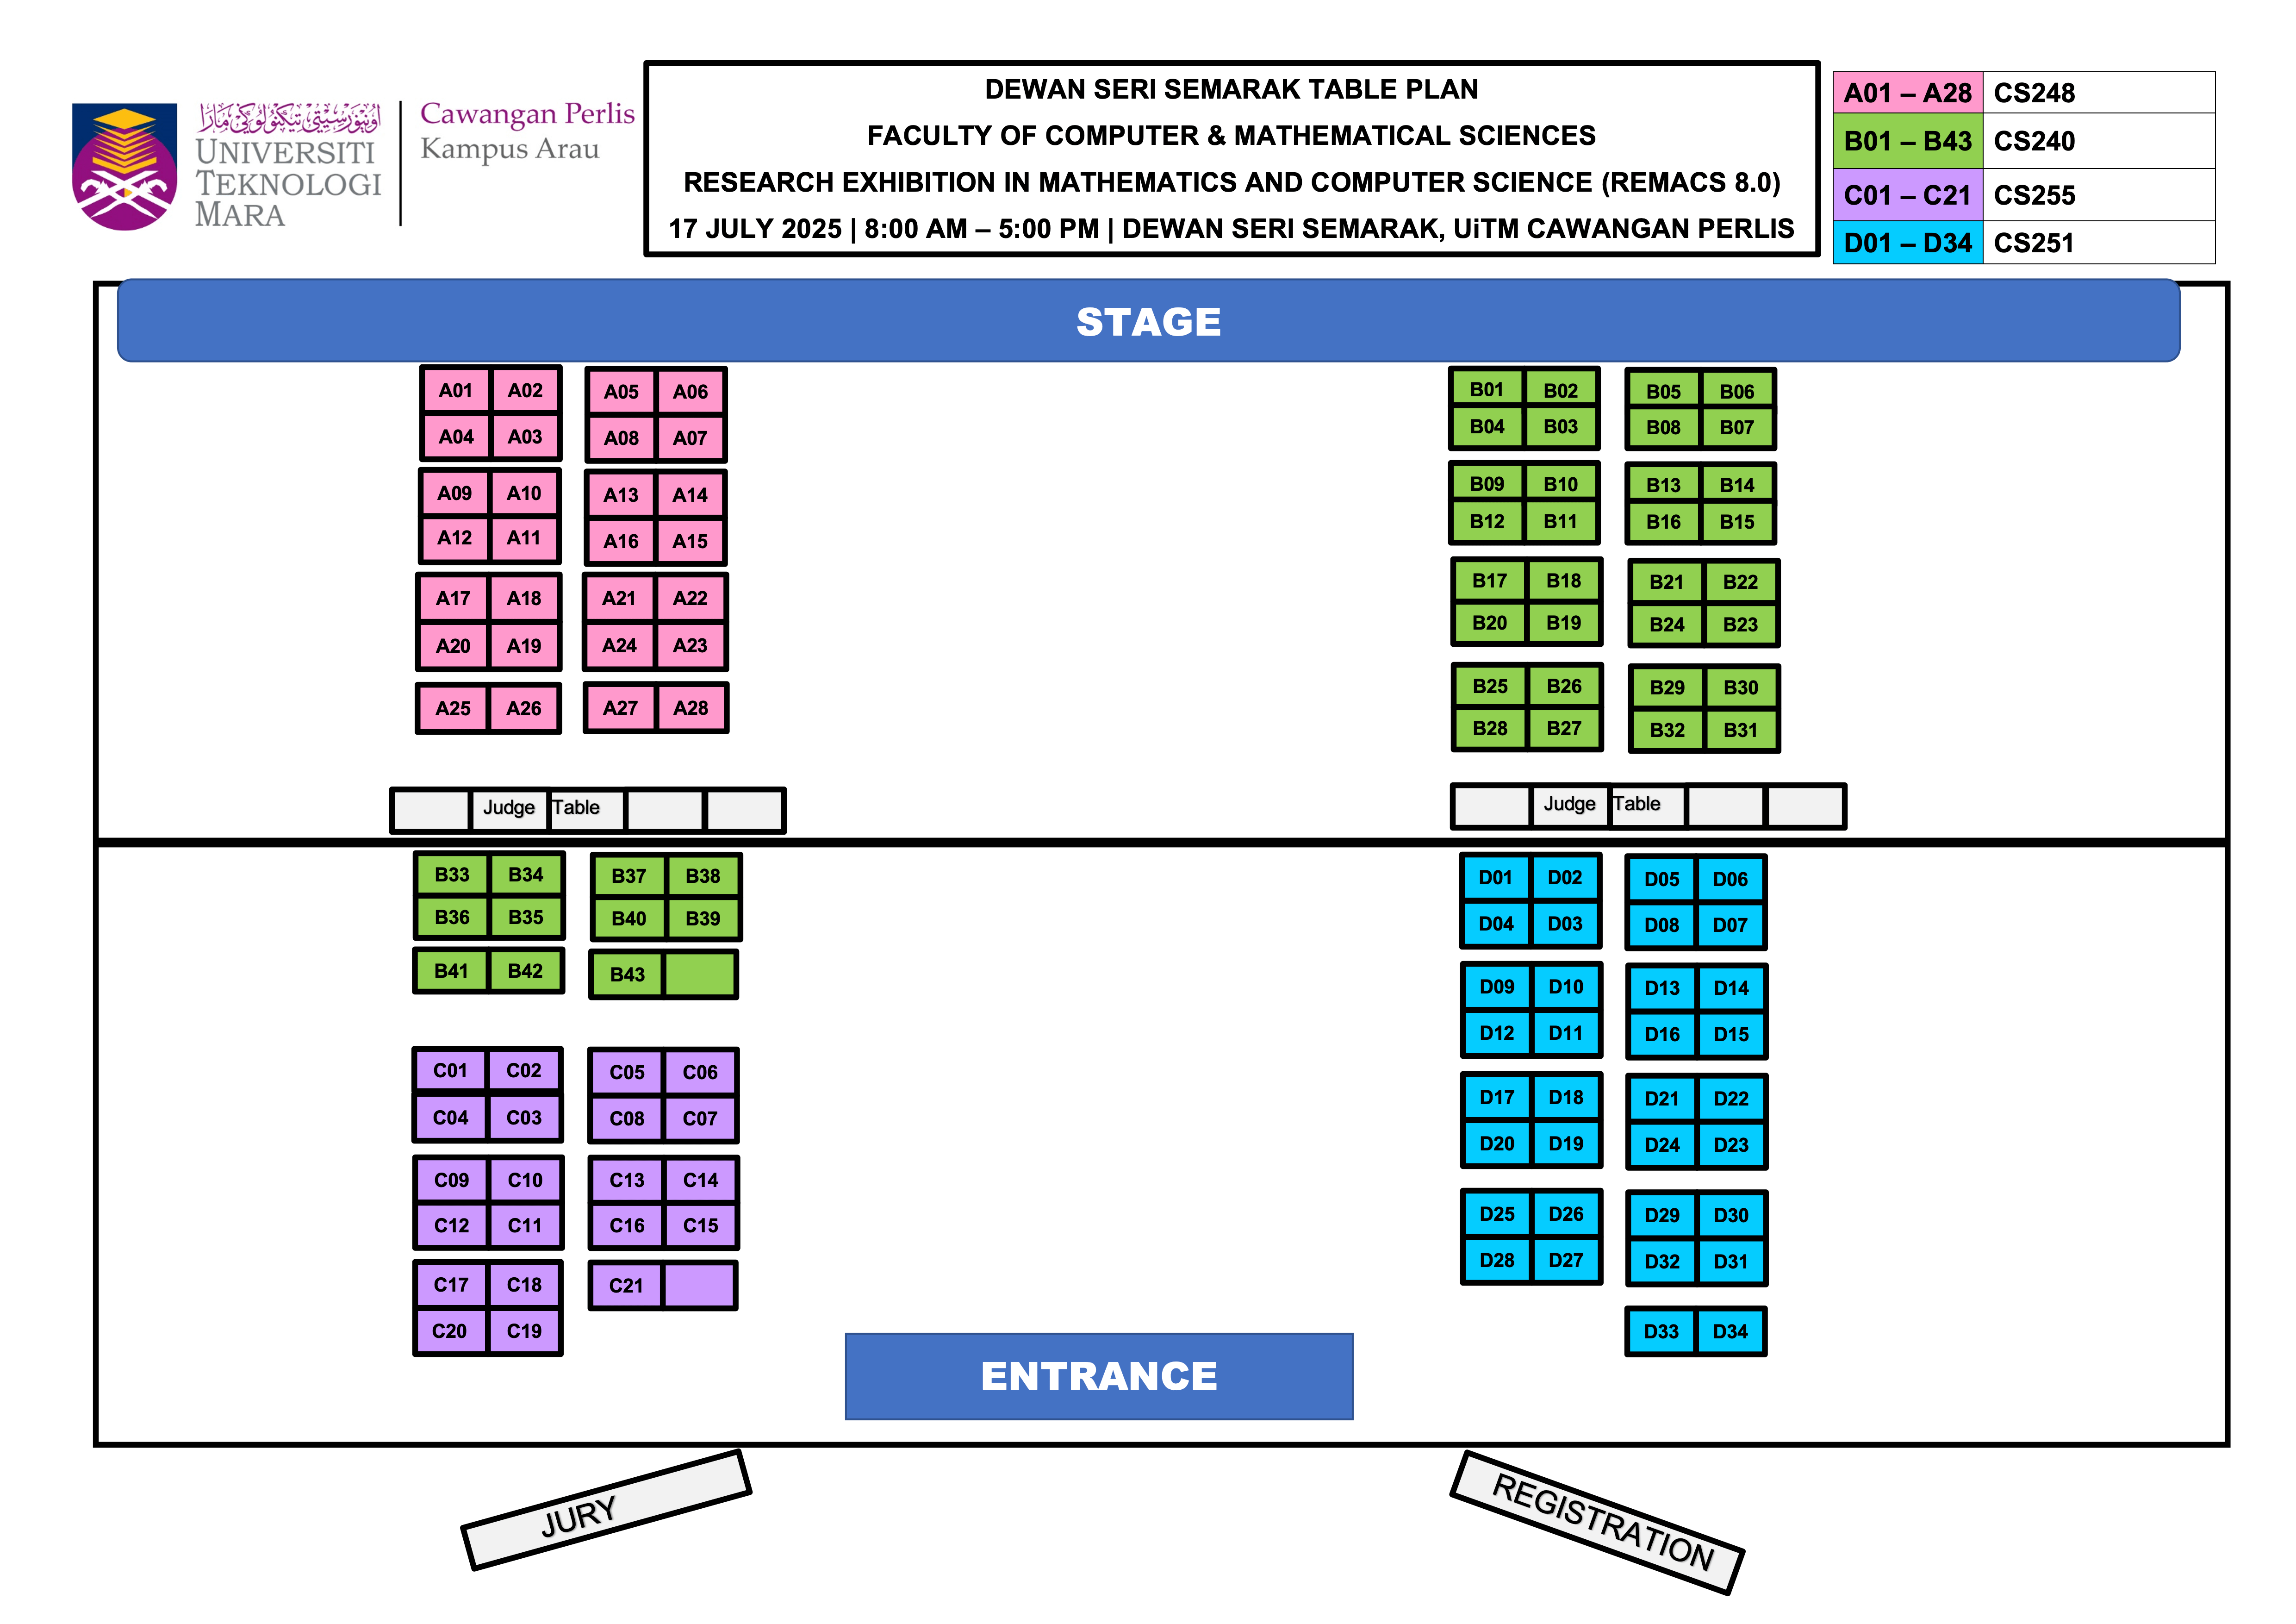 اونيۏرسيتي تيكنولوݢي مارا
UNIVERSITI
TEKNOLOGI
MARA
Cawangan Perlis
Kampus Arau
DEWAN SERI SEMARAK TABLE PLAN
FACULTY OF COMPUTER & MATHEMATICAL SCIENCES
RESEARCH EXHIBITION IN MATHEMATICS AND COMPUTER SCIENCE (REMACS 8.0)
17 JULY 2025 | 8:00 AM – 5:00 PM | DEWAN SERI SEMARAK, UiTM CAWANGAN PERLIS
A01 – A28 CS248
B01 – B43 CS240
C01 – C21 CS255
D01 – D34 CS251
STAGE
A01 A02 A05 A06 B01 B02 B05 B06
A04 A03 A08 A07 B04 B03 B08 B07
A09 A10 A13 A14 B09 B10 B13 B14
A12 A11 A16 A15 B12 B11 B16 B15
A17 A18 A21 A22 B17 B18 B21 B22
A20 A19 A24 A23 B20 B19 B24 B23
A25 A26 A27 A28 B25 B26 B29 B30
B28 B27 B32 B31
Judge Table Judge Table
B33 B34 B37 B38 D01 D02 D05 D06
B36 B35 B40 B39 D04 D03 D08 D07
B41 B42 B43 D09 D10 D13 D14
D12 D11 D16 D15
C01 C02 C05 C06 D17 D18 D21 D22
C04 C03 C08 C07 D20 D19 D24 D23
C09 C10 C13 C14 D25 D26 D29 D30
C12 C11 C16 C15 D28 D27 D32 D31
C17 C18 C21
C20 C19 D33 D34
ENTRANCE
JURY
REGISTRATION